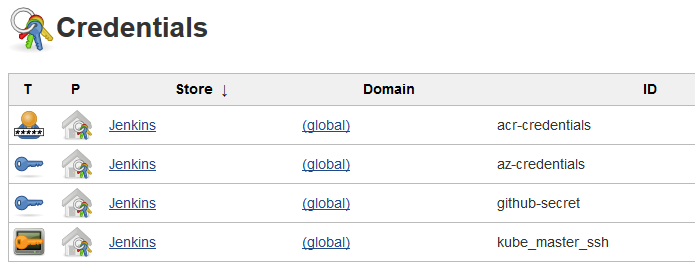 Credentials
T P Store ↓ Domain ID
***** Jenkins (global) acr-credentials
Jenkins (global) az-credentials
Jenkins (global) github-secret
Jenkins (global) kube_master_ssh